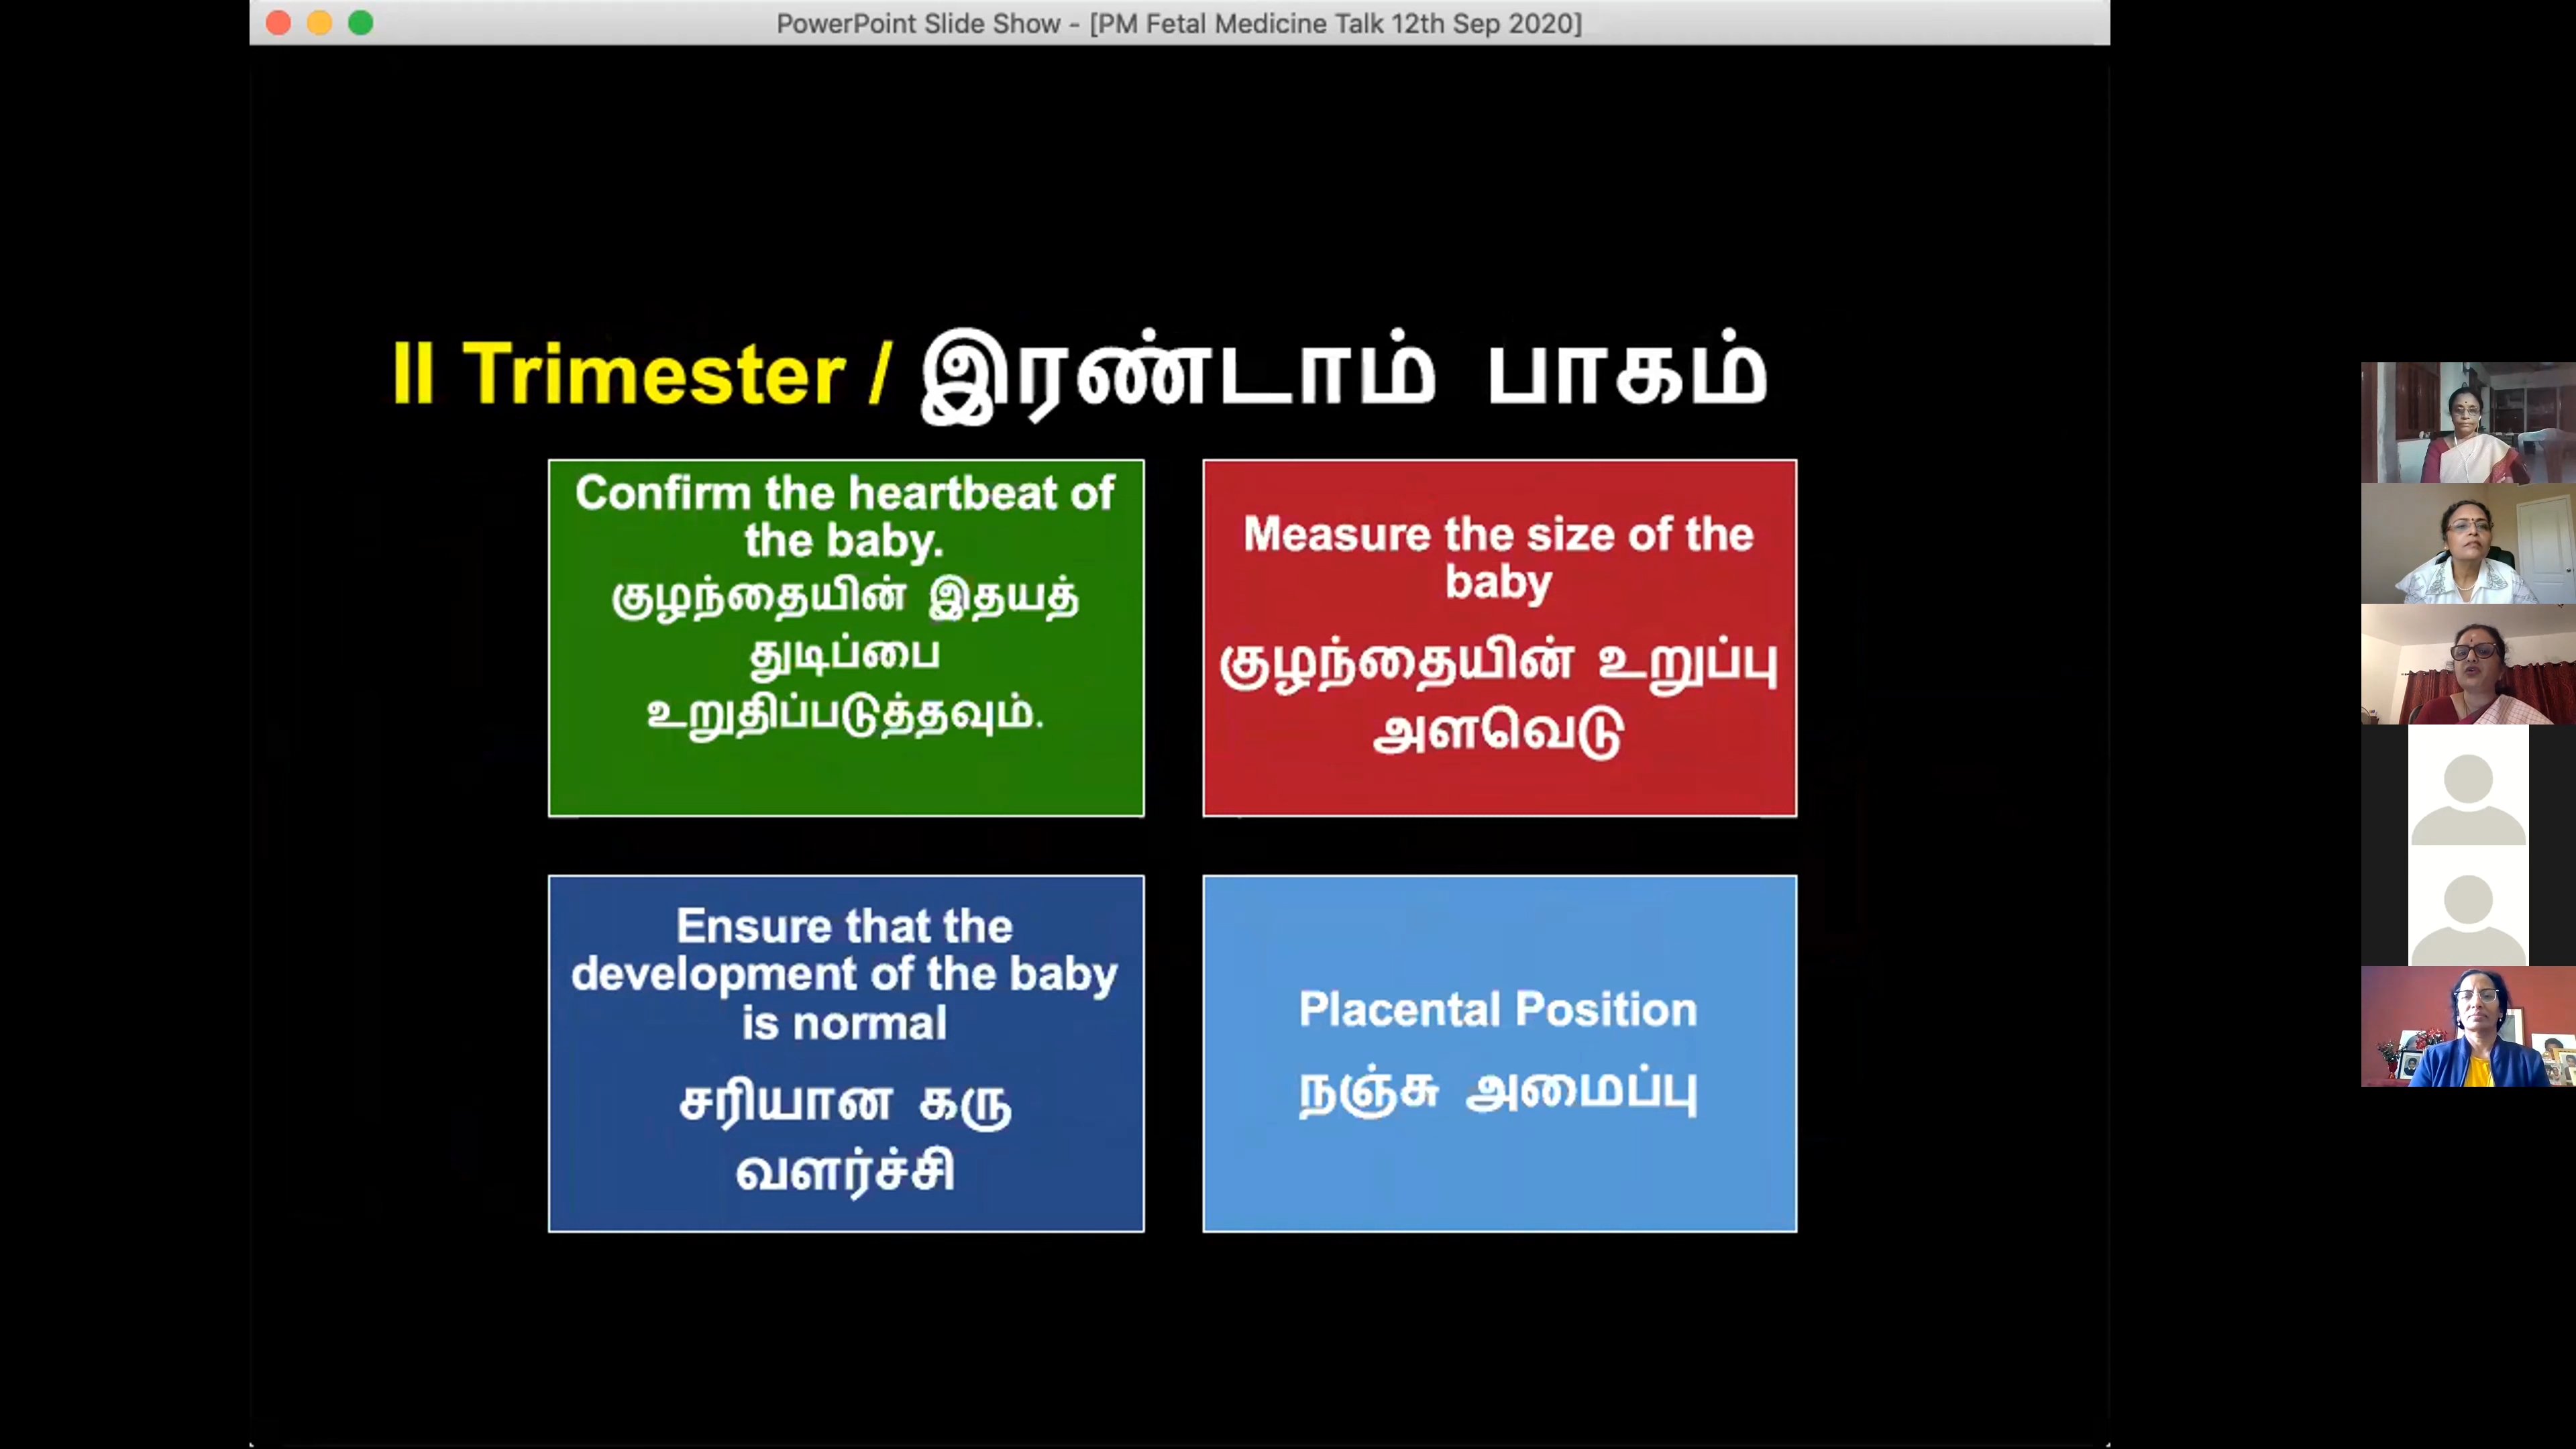 PowerPoint Slide Show - [PM Fetal Medicine Talk 12th Sep 2020]
II Trimester / இரண்டாம் பாகம்
Confirm the heartbeat of
the baby.
குழந்தையின் இதயத்
துடிப்பை
உறுதிப்படுத்தவும்.
Measure the size of the
baby
குழந்தையின் உறுப்பு
அளவெடு
Ensure that the
development of the baby
is normal
சரியான கரு
வளர்ச்சி
Placental Position
நஞ்சு அமைப்பு